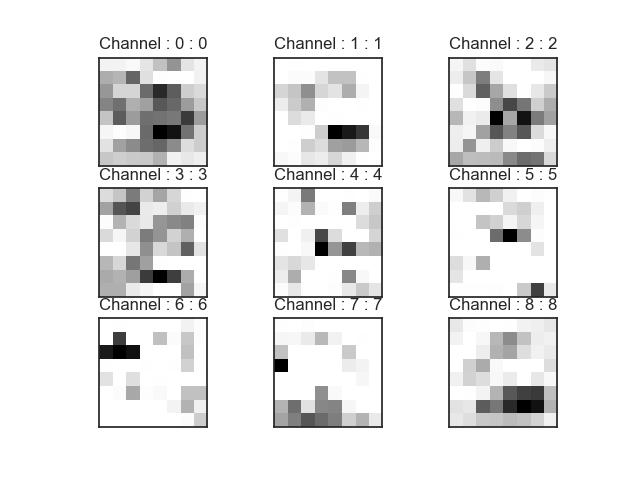 Channel : 0 : 0
Channel : 1 : 1
Channel : 2 : 2
Channel : 3 : 3
Channel : 4 : 4
Channel : 5 : 5
Channel : 6 : 6
Channel : 7 : 7
Channel : 8 : 8